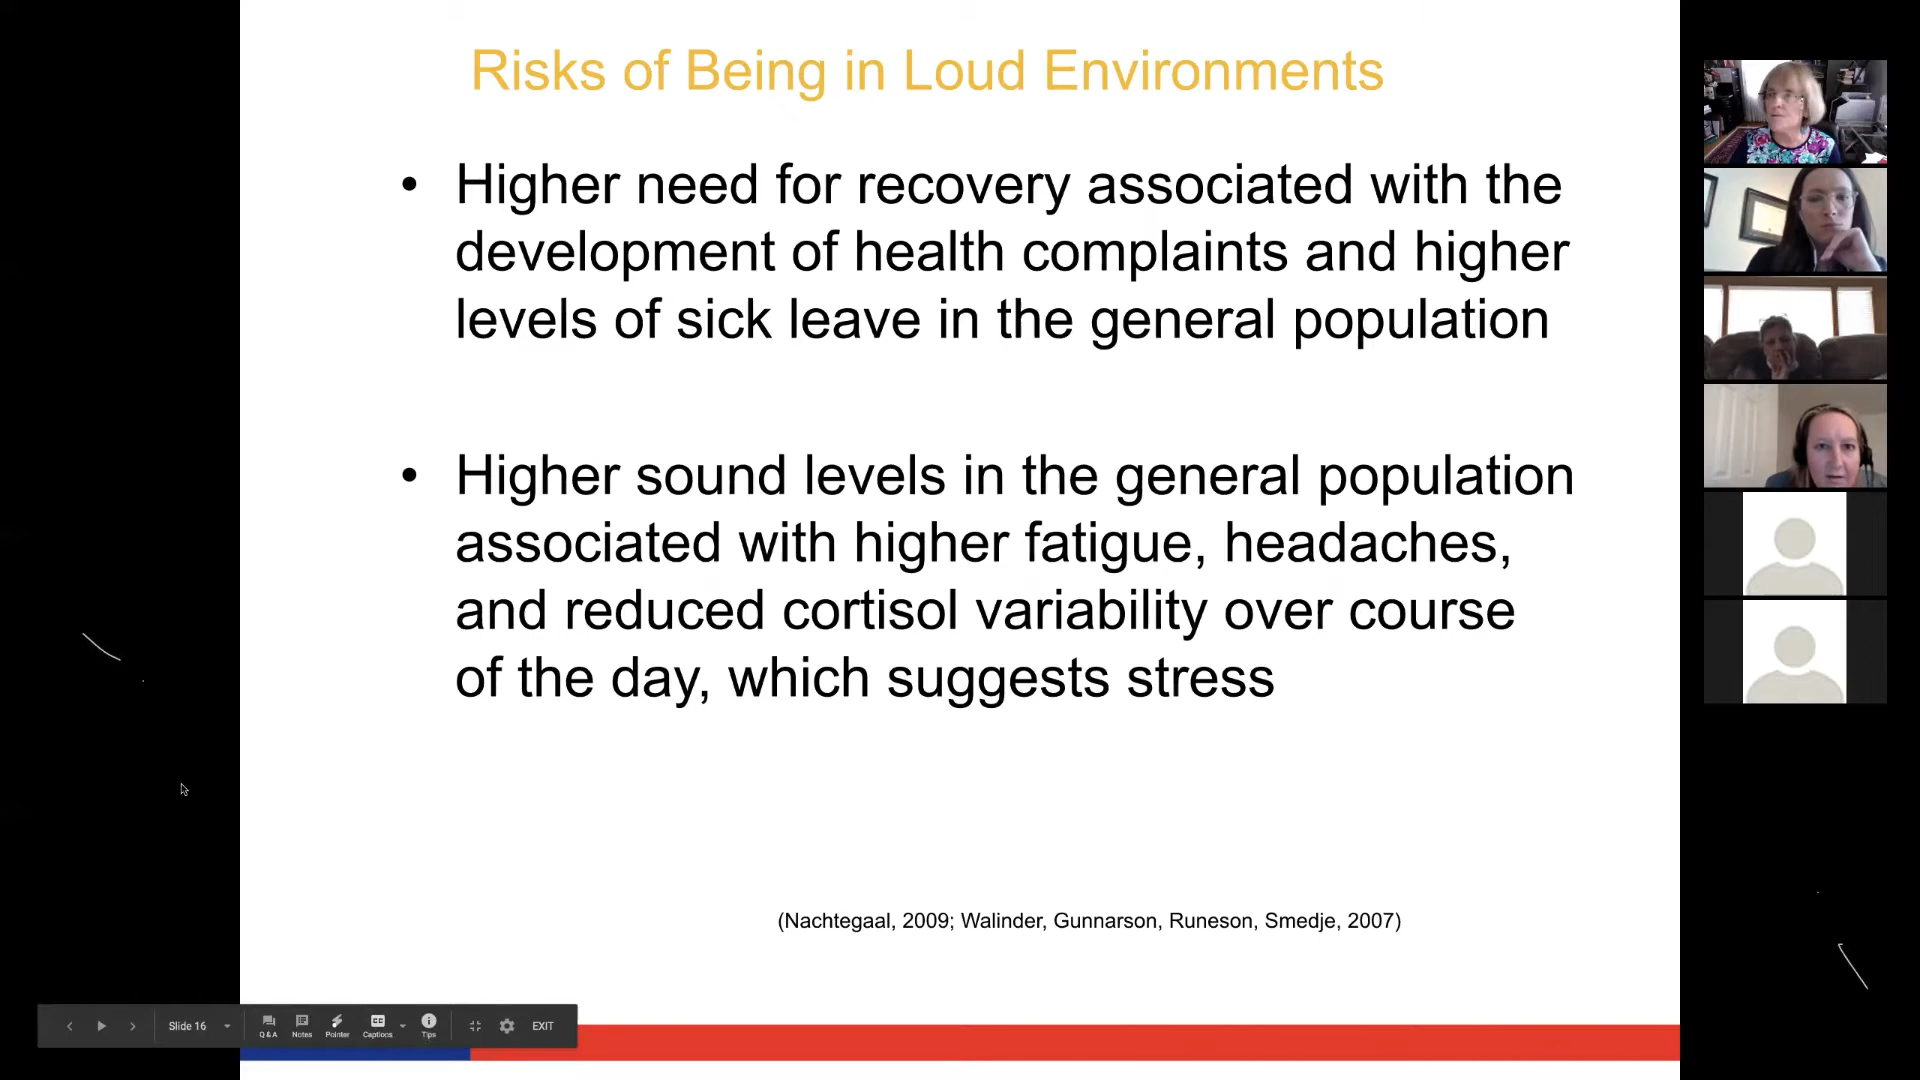 Risks of Being in Loud Environments
• Higher need for recovery associated with the
development of health complaints and higher
levels of sick leave in the general population
• Higher sound levels in the general population
associated with higher fatigue, headaches,
and reduced cortisol variability over course
of the day, which suggests stress
(Nachtegaal, 2009; Walinder, Gunnarson, Runeson, Smedje, 2007)
Slide 16
Q&A
Notes
Pointer
CC
Captions
Tips
EXIT